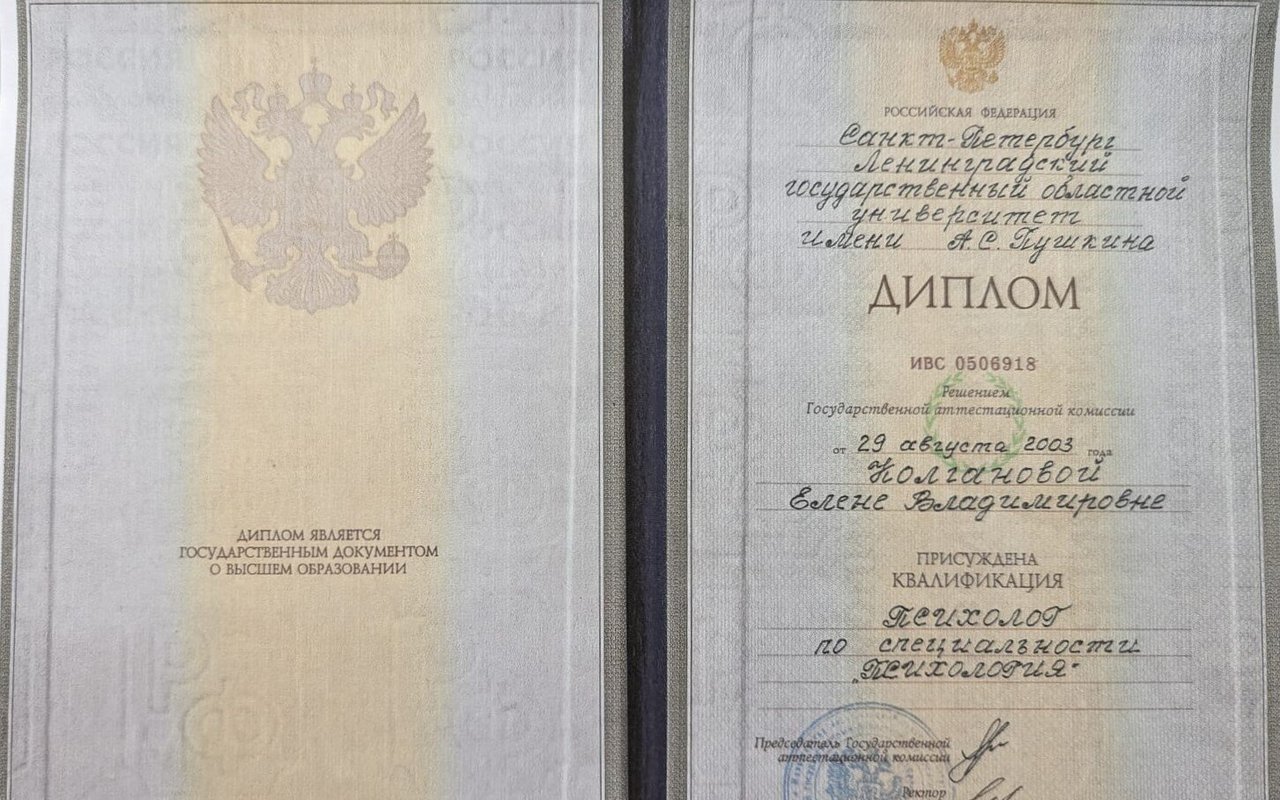 ДИПЛОМ ЯВЛЯЕТСЯ
ГОСУДАРСТВЕННЫМ ДОКУМЕНТОМ
О ВЫСШЕМ ОБРАЗОВАНИИ
РОССИЙСКАЯ ФЕДЕРАЦИЯ
Санкт-Петербург
Ленинградский
государственный областной
университет
имени А.С. Пушкина
ДИПЛОМ
ИВС 0506918
Решением
Государственной аттестационной комиссии
от 29 августа 2003 года
Колгановой
Елене Владимировне
ПРИСУЖДЕНА
КВАЛИФИКАЦИЯ
ПСИХОЛОГ
по специальности
„ПСИХОЛОГИЯ"
Председатель Государственной
аттестационной комиссии
Ректор